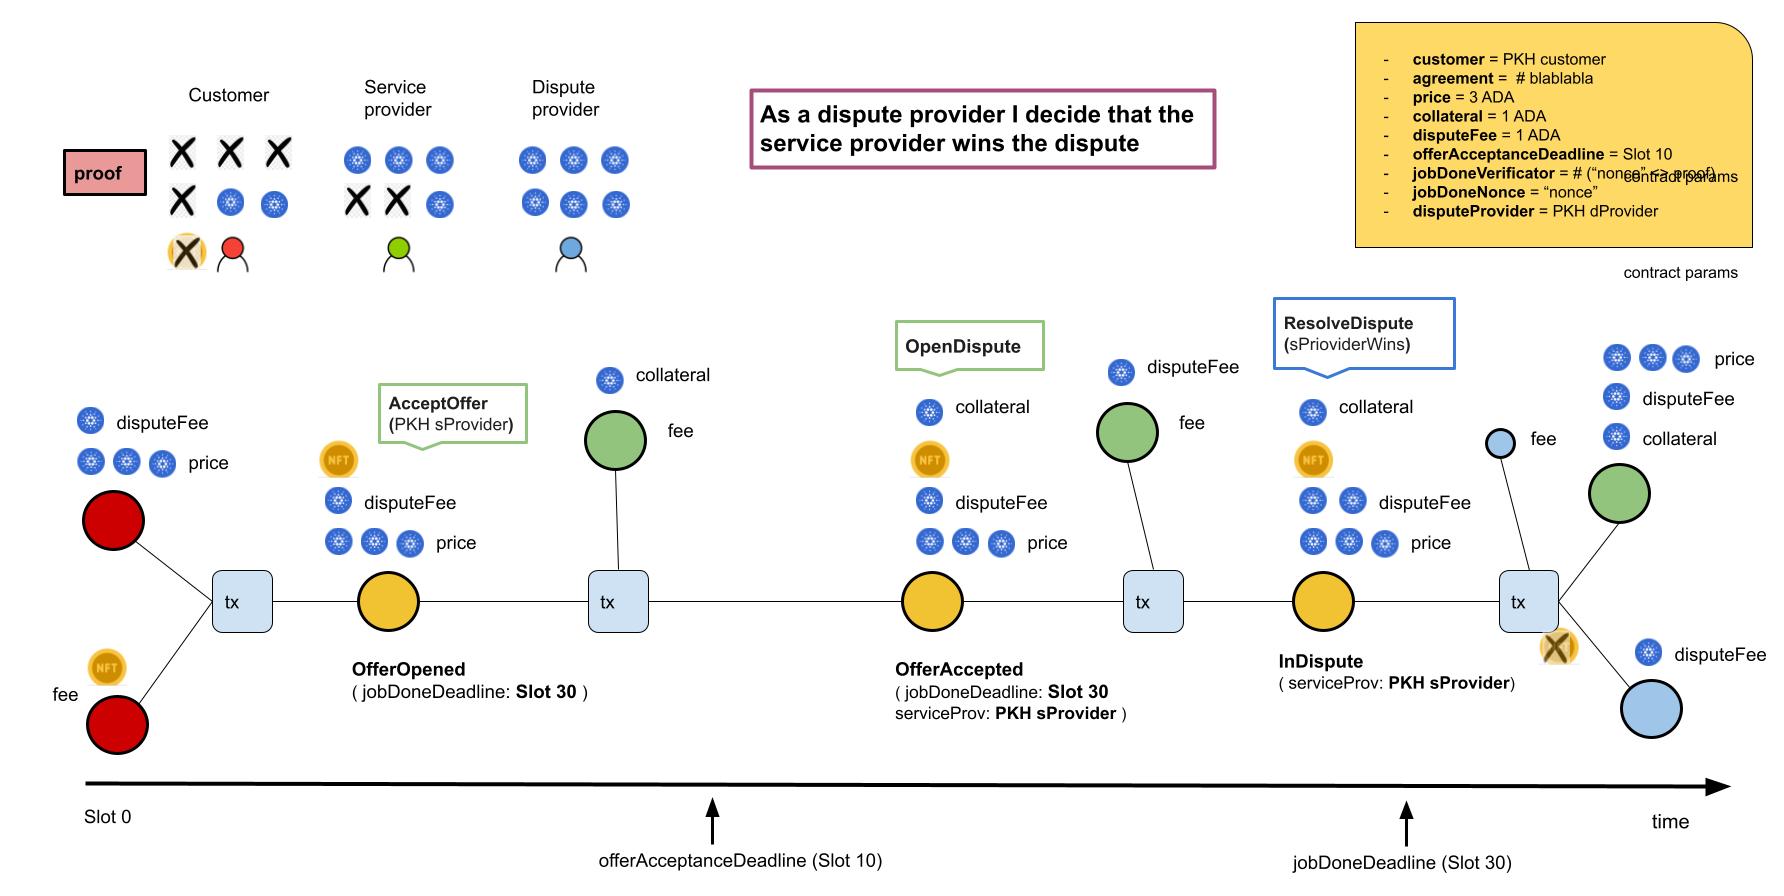 Customer
Service
provider
Dispute
provider
proof
As a dispute provider I decide that the
service provider wins the dispute
- customer = PKH customer
- agreement = # blablabla
- price = 3 ADA
- collateral = 1 ADA
- disputeFee = 1 ADA
- offerAcceptanceDeadline = Slot 10
- jobDoneVerificator = # (“nonce” <> proof)
contract params
- jobDoneNonce = “nonce”
- disputeProvider = PKH dProvider
contract params
disputeFee
price
NFT
fee
tx
AcceptOffer
(PKH sProvider)
NFT
disputeFee
price
OfferOpened
( jobDoneDeadline: Slot 30 )
collateral
fee
tx
OpenDispute
collateral
NFT
disputeFee
price
OfferAccepted
( jobDoneDeadline: Slot 30
serviceProv: PKH sProvider )
disputeFee
fee
tx
ResolveDispute
(sPrioviderWins)
collateral
NFT
disputeFee
price
InDispute
( serviceProv: PKH sProvider)
fee
tx
price
disputeFee
collateral
disputeFee
Slot 0
offerAcceptanceDeadline (Slot 10)
jobDoneDeadline (Slot 30)
time